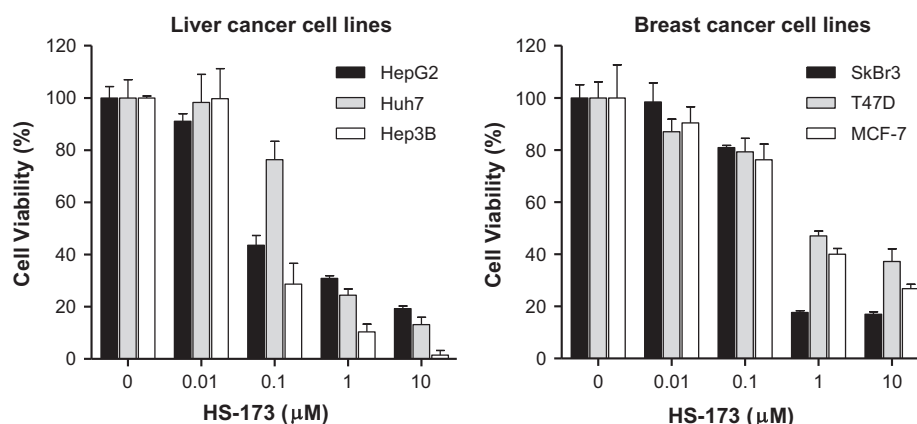 Liver cancer cell lines
120
100
80
60
40
20
0
Cell Viability (%)
HepG2
Huh7
Hep3B
0 0.01 0.1 1 10
HS-173 (μM)
Breast cancer cell lines
120
100
80
60
40
20
0
Cell Viability (%)
SkBr3
T47D
MCF-7
0 0.01 0.1 1 10
HS-173 (μM)